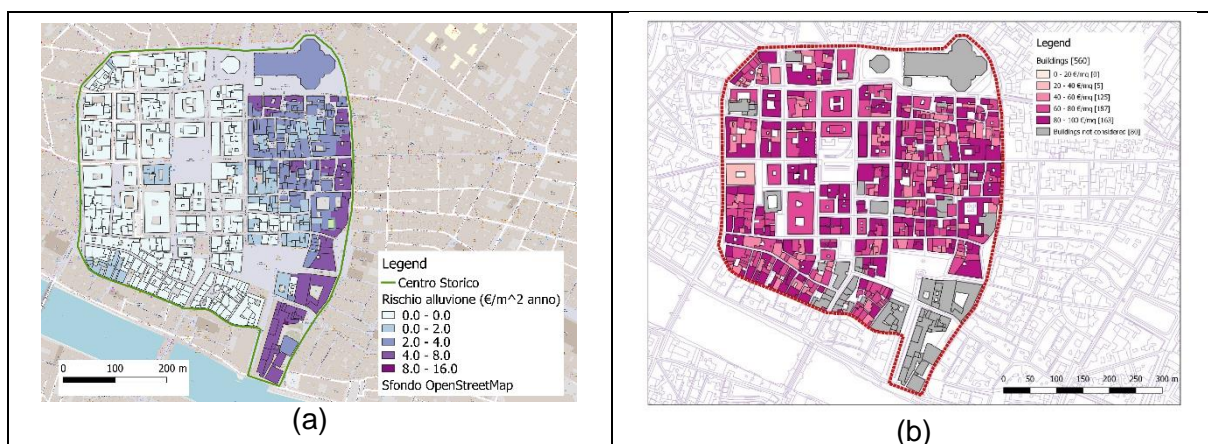 Legend
Centro Storico
Rischio alluvione (€/m^2 anno)
0.0 - 0.0
0.0 - 2.0
2.0 - 4.0
4.0 - 8.0
8.0 - 16.0
Sfondo OpenStreetMap
0 100 200 m
(a)
Legend
Buildings [560]
0 - 20 €/mq [0]
20 - 40 €/mq [5]
40 - 60 €/mq [125]
60 - 80 €/mq [187]
80 - 100 €/mq [163]
Buildings not considered [80]
0 50 100 150 200 250 300 m
(b)